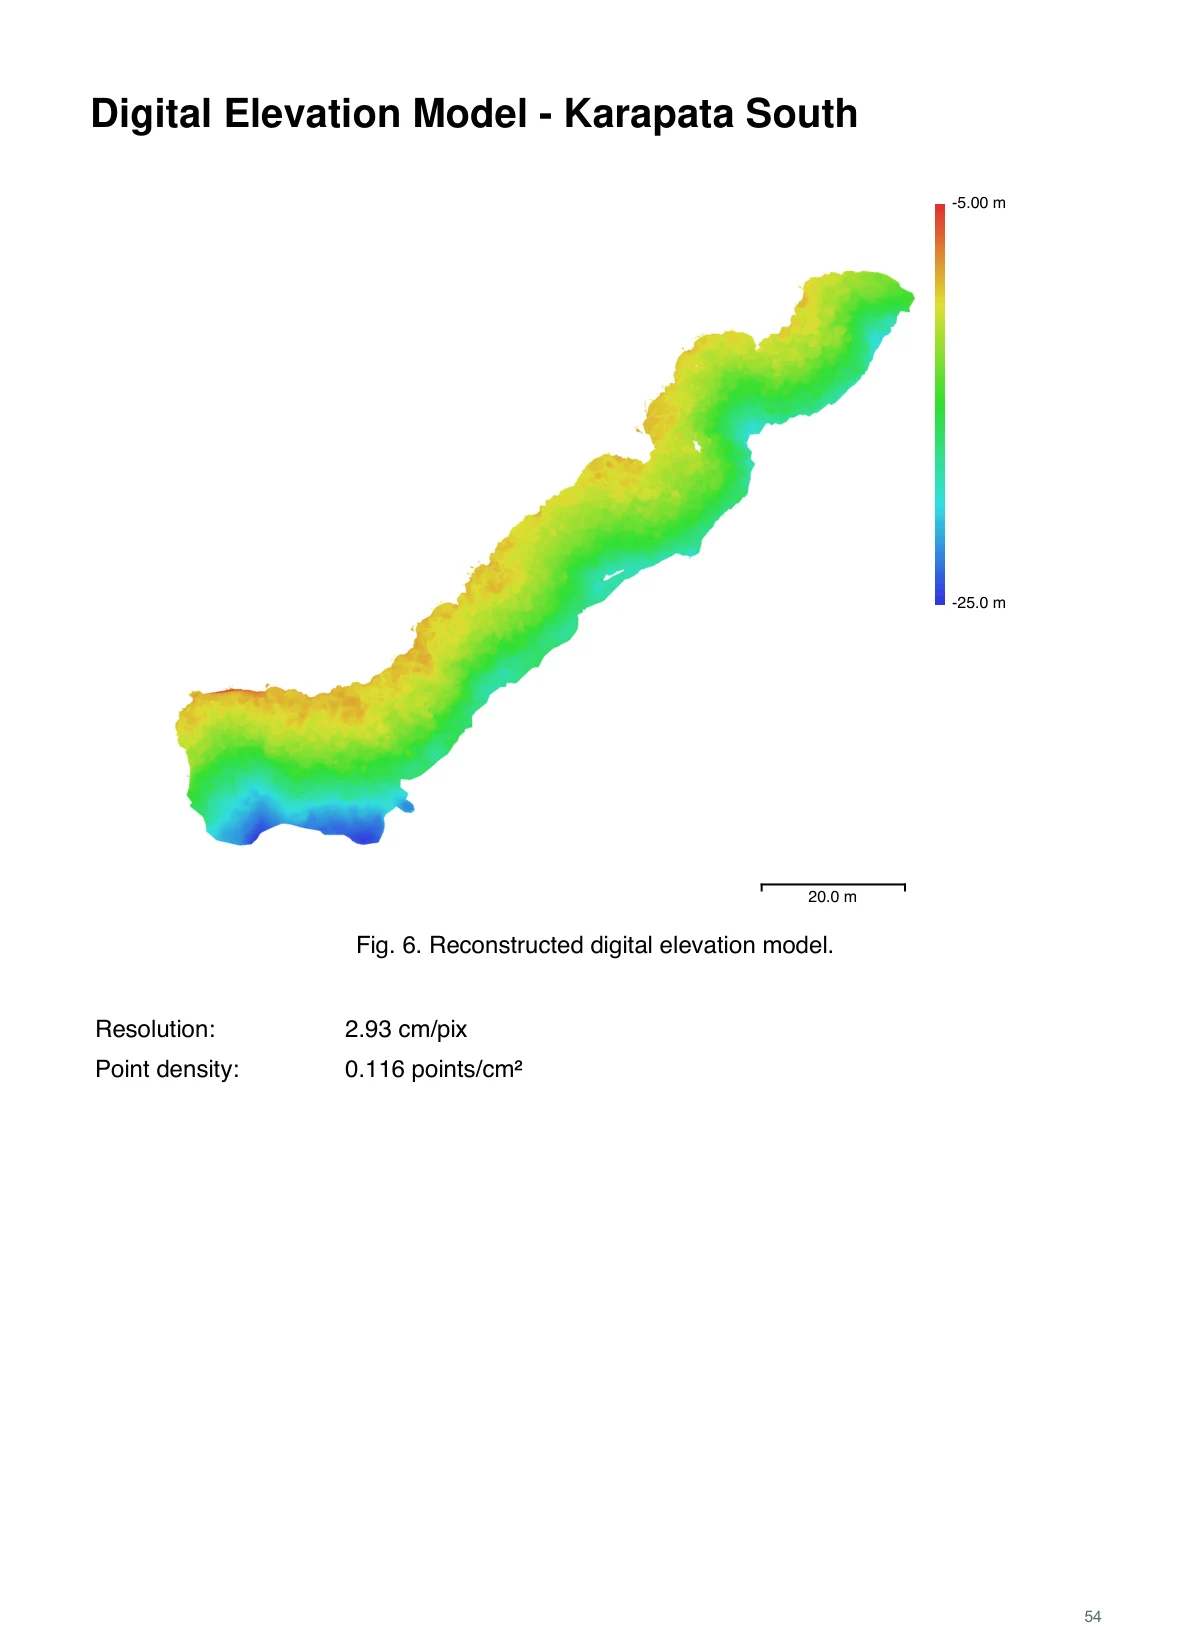 Digital Elevation Model - Karapata South
-5.00 m
-25.0 m
20.0 m
Fig. 6. Reconstructed digital elevation model.
Resolution: 2.93 cm/pix
Point density: 0.116 points/cm²
54